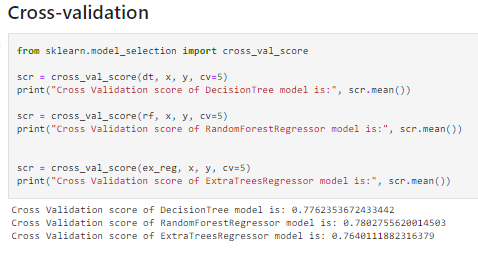 Cross-validation
from sklearn.model_selection import cross_val_score
scr = cross_val_score(dt, x, y, cv=5)
print("Cross Validation score of DecisionTree model is:", scr.mean())
scr = cross_val_score(rf, x, y, cv=5)
print("Cross Validation score of RandomForestRegressor model is:", scr.mean())
scr = cross_val_score(ex_reg, x, y, cv=5)
print("Cross Validation score of ExtraTreesRegressor model is:", scr.mean())
Cross Validation score of DecisionTree model is: 0.7762353672433442
Cross Validation score of RandomForestRegressor model is: 0.7802755620014503
Cross Validation score of ExtraTreesRegressor model is: 0.7640111882316379